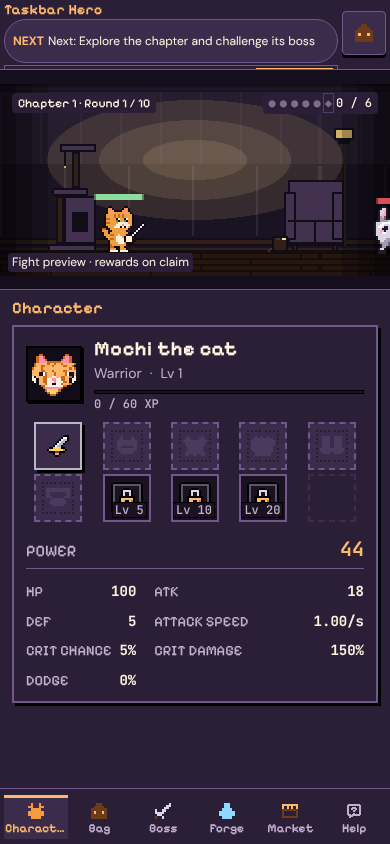 Taskbar Hero
NEXT Next: Explore the chapter and challenge its boss
Chapter 1 · Round 1 / 10
0 / 6
Fight preview · rewards on claim
Character
Mochi the cat
Warrior · Lv 1
0 / 60 XP
Lv 5
Lv 10
Lv 20
POWER 44
HP 100 ATK 18
DEF 5 ATTACK SPEED 1.00/s
CRIT CHANCE 5% CRIT DAMAGE 150%
DODGE 0%
Charact… Bag Boss Forge Market Help